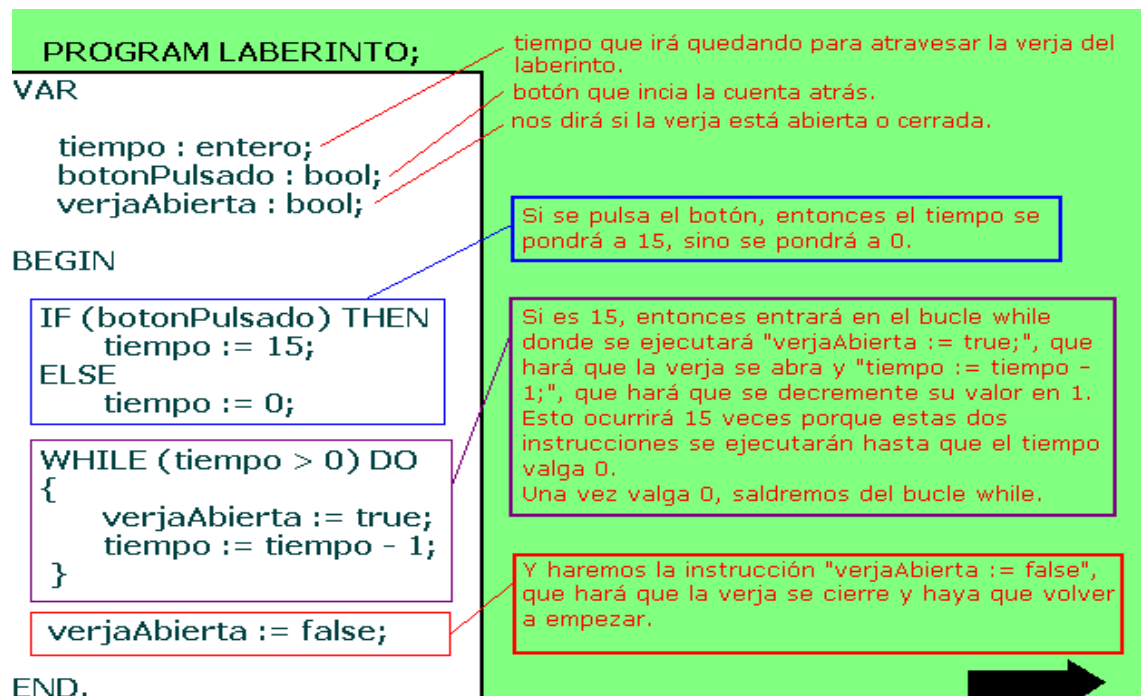 PROGRAM LABERINTO;
VAR
tiempo : entero;
botonPulsado : bool;
verjaAbierta : bool;
BEGIN
IF (botonPulsado) THEN
tiempo := 15;
ELSE
tiempo := 0;
WHILE (tiempo > 0) DO
{
verjaAbierta := true;
tiempo := tiempo - 1;
}
verjaAbierta := false;
END.
tiempo que irá quedando para atravesar la verja del
laberinto.
botón que incia la cuenta atrás.
nos dirá si la verja está abierta o cerrada.
Si se pulsa el botón, entonces el tiempo se
pondrá a 15, sino se pondrá a 0.
Si es 15, entonces entrará en el bucle while
donde se ejecutará "verjaAbierta := true;", que
hará que la verja se abra y "tiempo := tiempo -
1;", que hará que se decremente su valor en 1.
Esto ocurrirá 15 veces porque estas dos
instrucciones se ejecutarán hasta que el tiempo
valga 0.
Una vez valga 0, saldremos del bucle while.
Y haremos la instrucción "verjaAbierta := false",
que hará que la verja se cierre y haya que volver
a empezar.